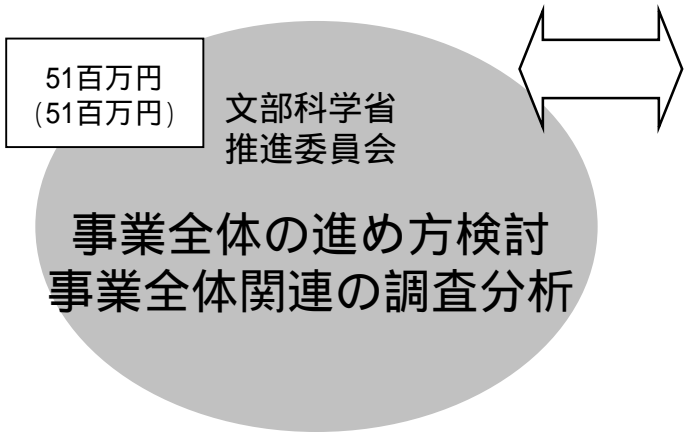 51百万円
(51百万円)
文部科学省
推進委員会
事業全体の進め方検討
事業全体関連の調査分析